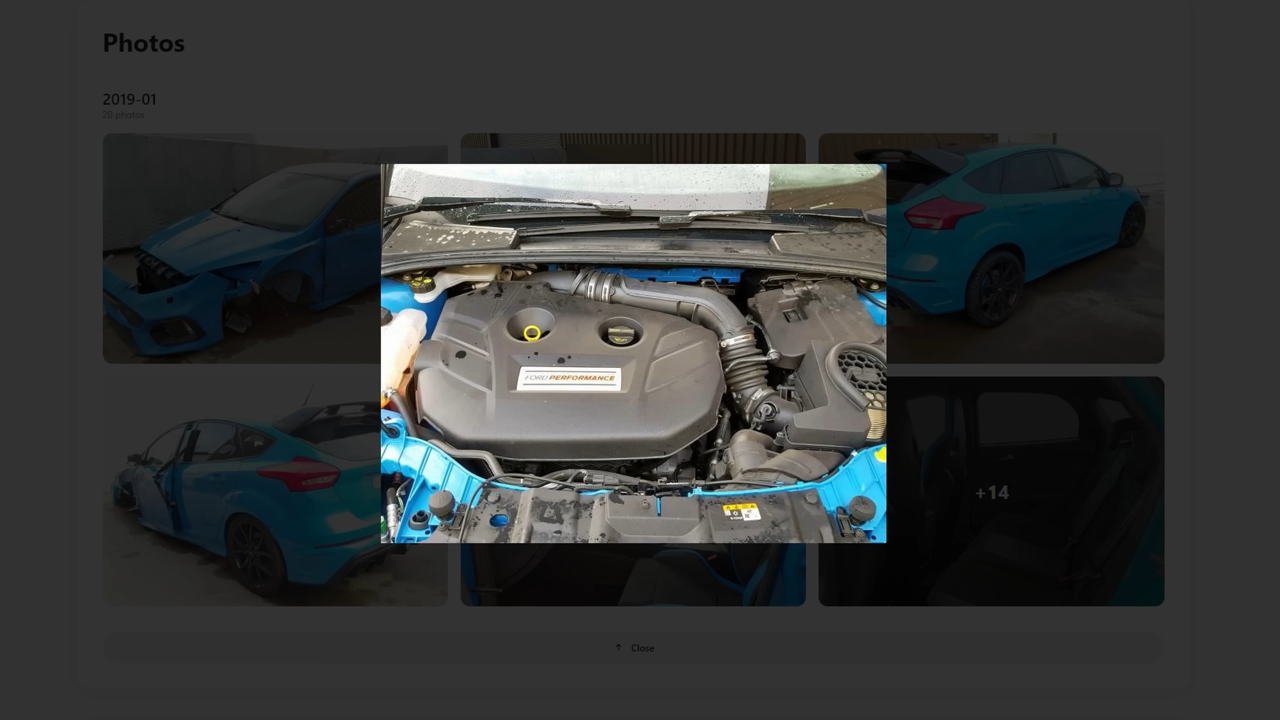 Photos
2019-01
20 photos
FORD PERFORMANCE
+14
↑ Close